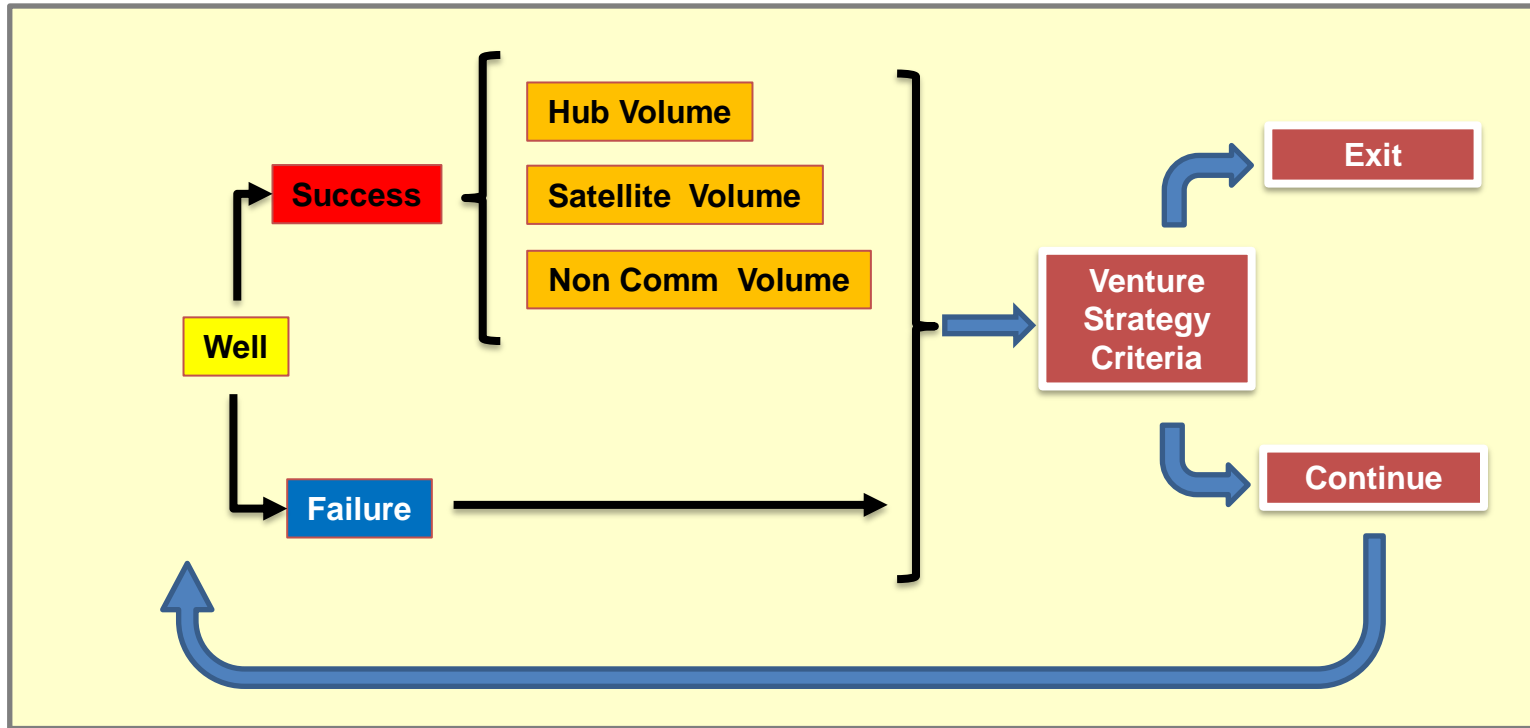 Hub Volume
Exit
Success
Satellite Volume
Non Comm Volume
Venture
Strategy
Criteria
Well
Continue
Failure